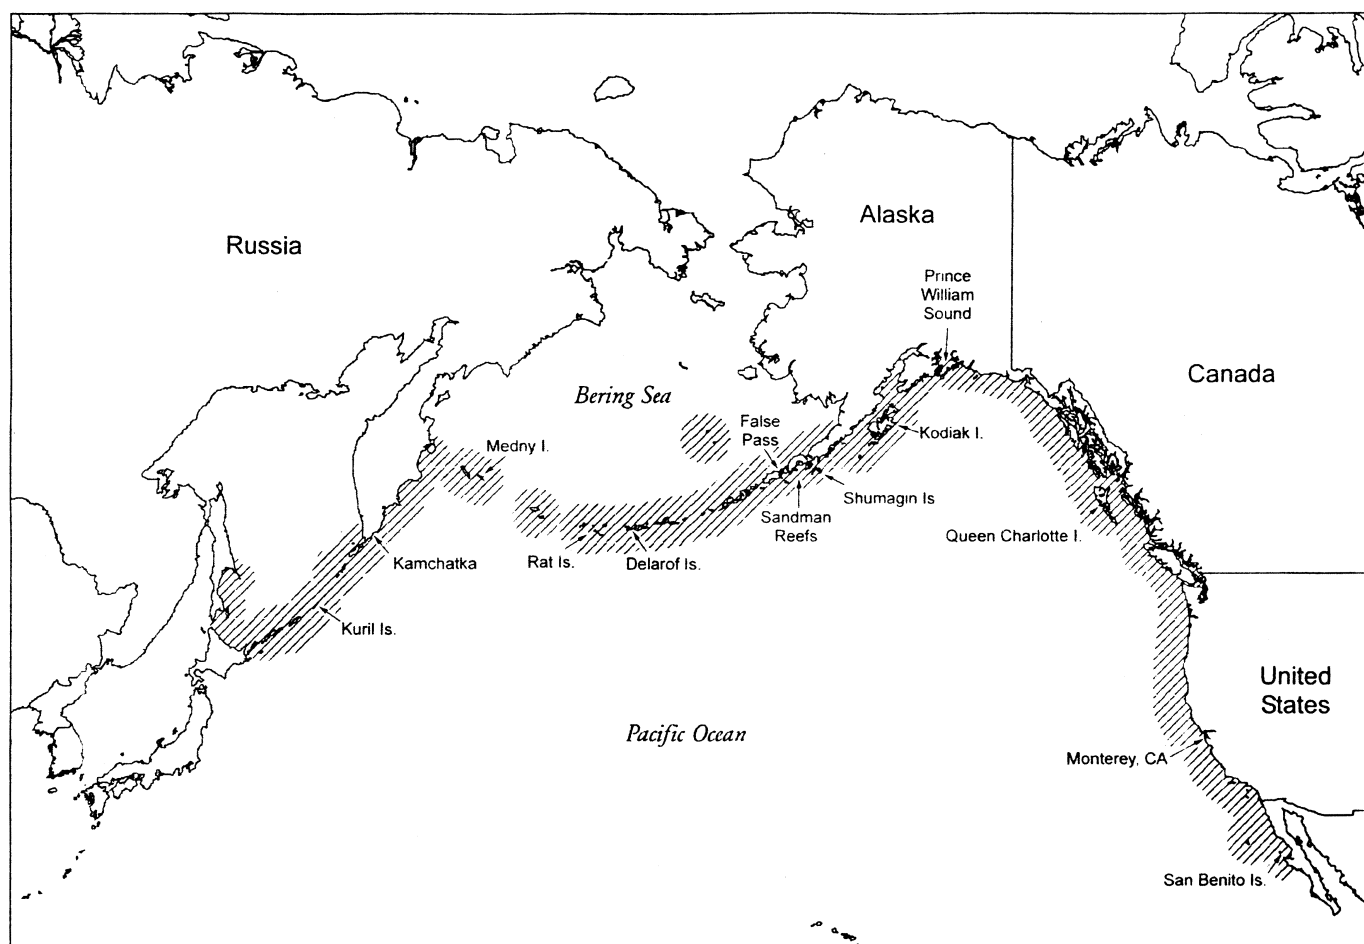 Alaska
Russia
Prince
William
Sound
Canada
Bering Sea
False
Pass
Kodiak I.
Medny I.
Shumagin Is
Sandman
Reefs
Queen Charlotte I.
Kamchatka
Rat Is.
Delarof Is.
Kuril Is.
United
States
Pacific Ocean
Monterey, CA
San Benito Is.